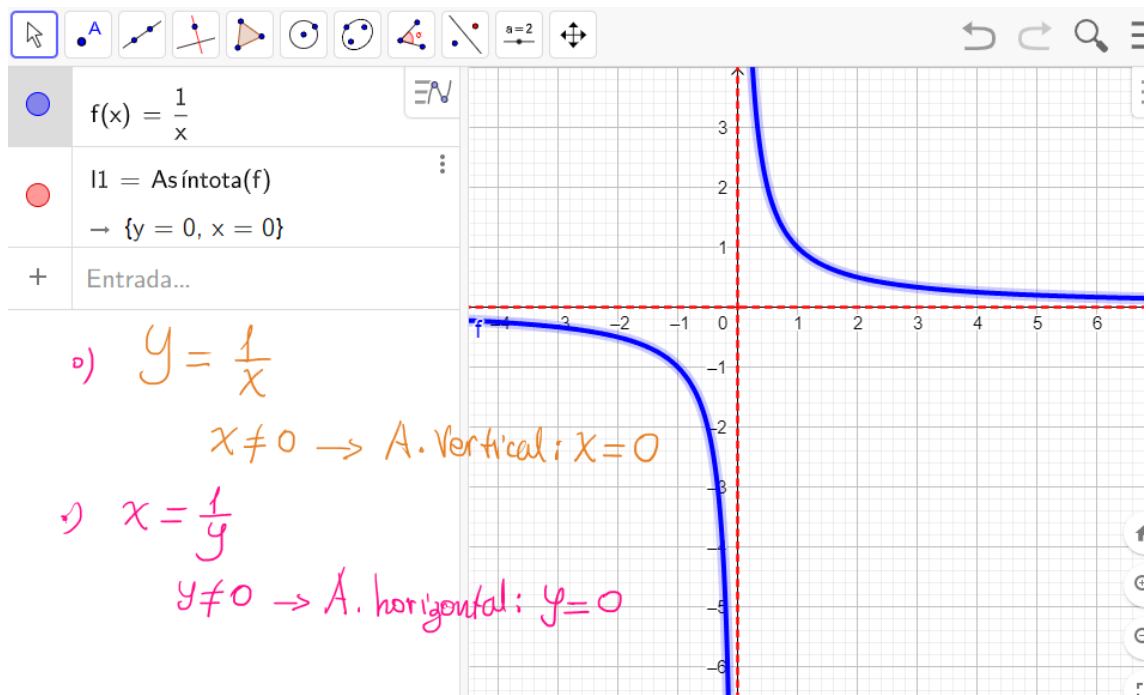 A
a=2
f(x) = 1/x
l1 = Asíntota(f)
→ {y = 0, x = 0}
+ Entrada...
o) y = 1/x
x ≠ 0 → A. Vertical: x = 0
•) x = 1/y
y ≠ 0 → A. horizontal: y = 0
3
2
1
f −4 −3 −2 −1 0 1 2 3 4 5 6
−1
−2
−3
−4
−5
−6